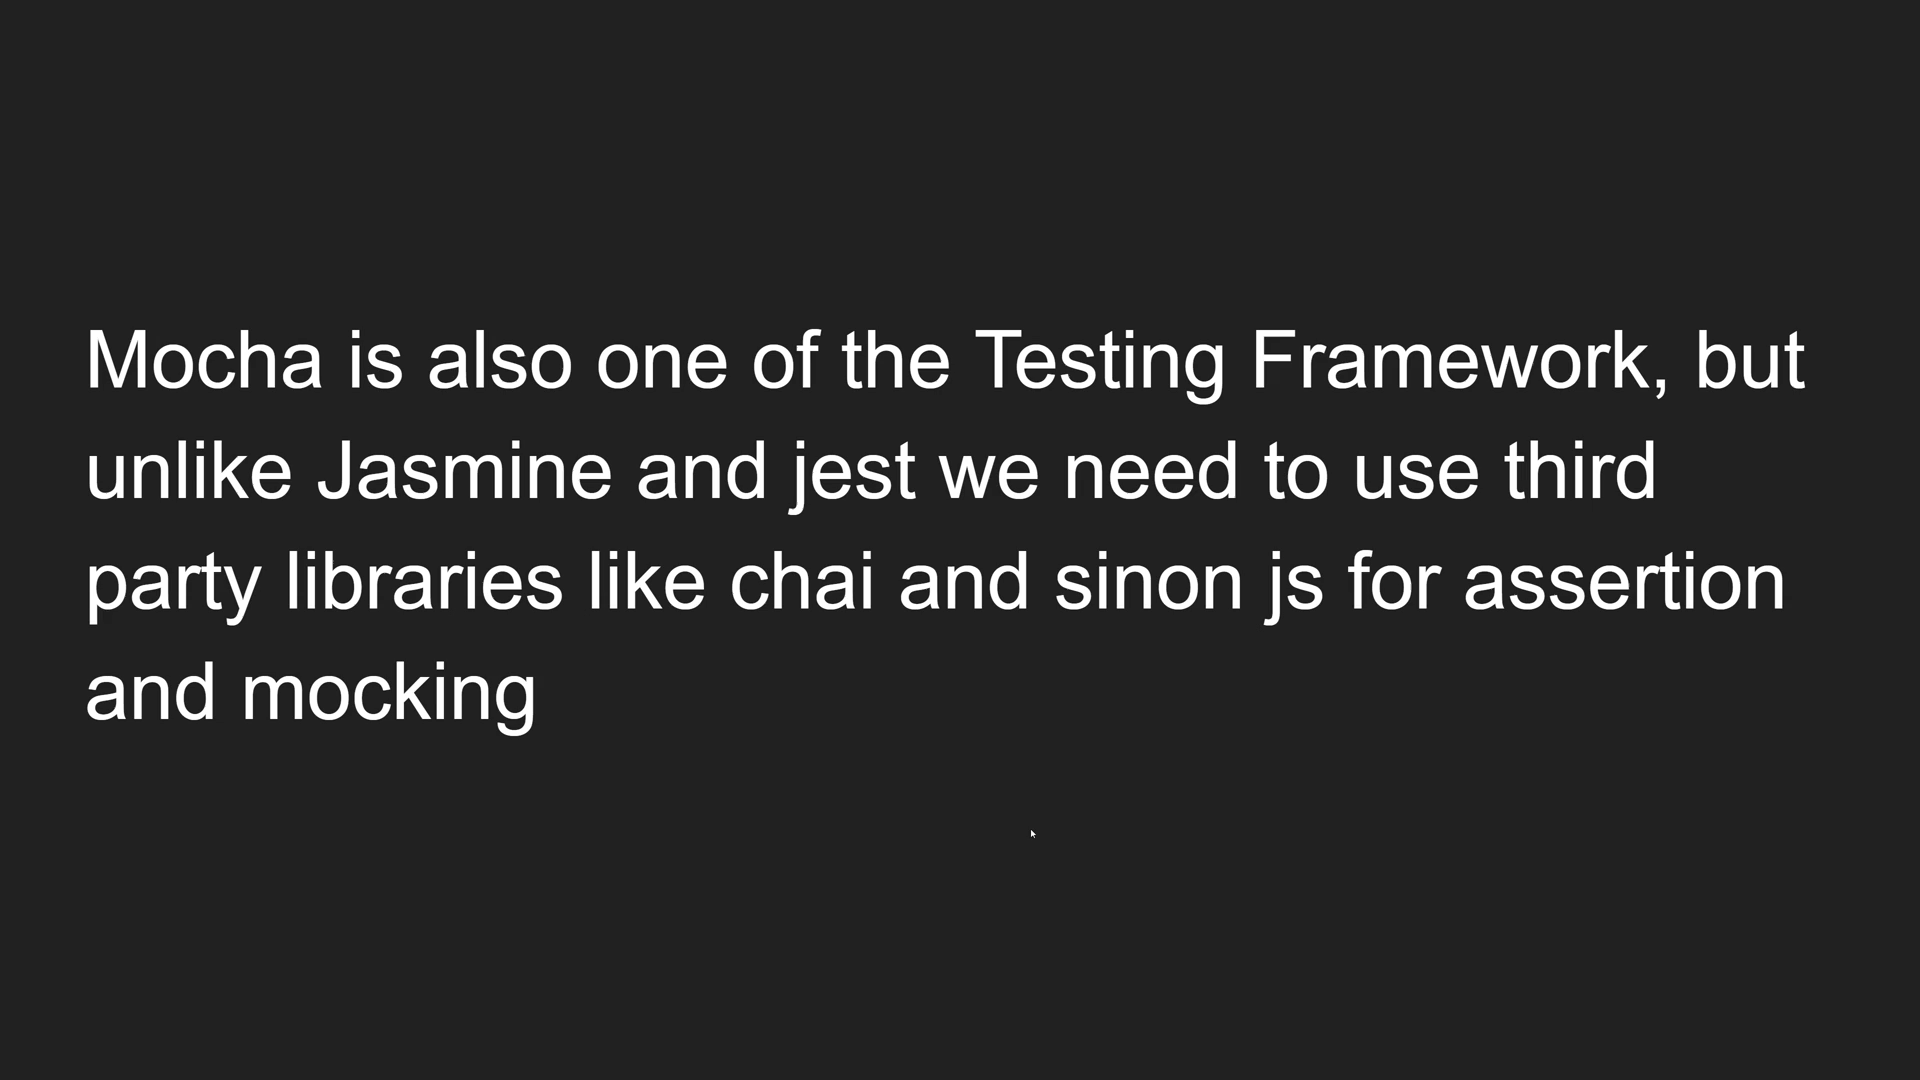 Mocha is also one of the Testing Framework, but
unlike Jasmine and jest we need to use third
party libraries like chai and sinon js for assertion
and mocking